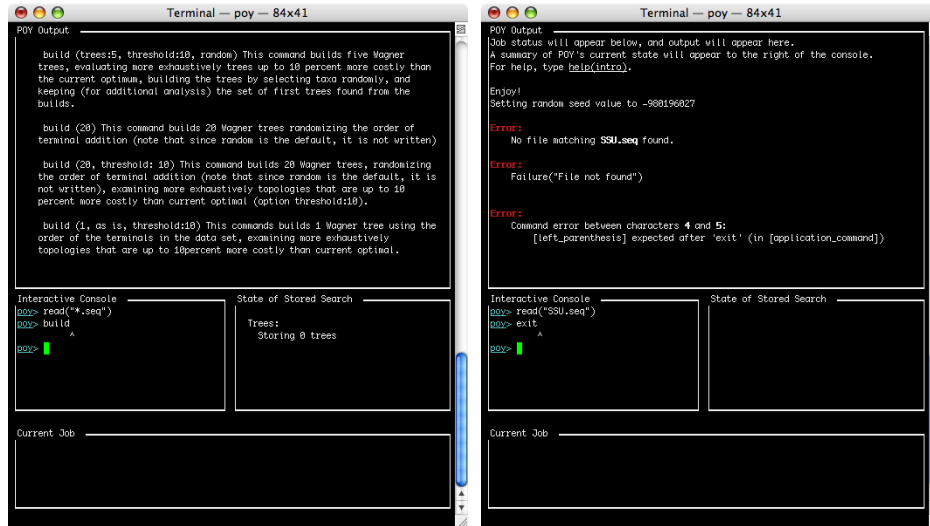 Terminal — poy — 84x41
POY Output
build (trees:5, threshold:10, random) This command builds five Wagner
trees, evaluating more exhaustively trees up to 10 percent more costly than
the current optimum, building the trees by selecting taxa randomly, and
keeping (for additional analysis) the set of first trees found from the
builds.
build (20) This command builds 20 Wagner trees randomizing the order of
terminal addition (note that since random is the default, it is not written)
build (20, threshold: 10) This command builds 20 Wagner trees, randomizing
the order of terminal addition (note that since random is the default, it is
not written), examining more exhaustively topologies that are up to 10
percent more costly than current optimal (option threshold:10).
build (1, as is, threshold:10) This commands builds 1 Wagner tree using the
order of the terminals in the data set, examining more exhaustively
topologies that are up to 10percent more costly than current optimal.
Interactive Console
poy> read("*.seq")
poy> build
^
poy>
State of Stored Search
Trees:
Storing 0 trees
Current Job
Terminal — poy — 84x41
POY Output
Job status will appear below, and output will appear here.
A summary of POY's current state will appear to the right of the console.
For help, type help(intro).
Enjoy!
Setting random seed value to -980196027
Error:
No file matching SSU.seq found.
Error:
Failure("File not found")
Error:
Command error between characters 4 and 5:
[left_parenthesis] expected after 'exit' (in [application_command])
Interactive Console
poy> read("SSU.seq")
poy> exit
^
poy>
State of Stored Search
Current Job